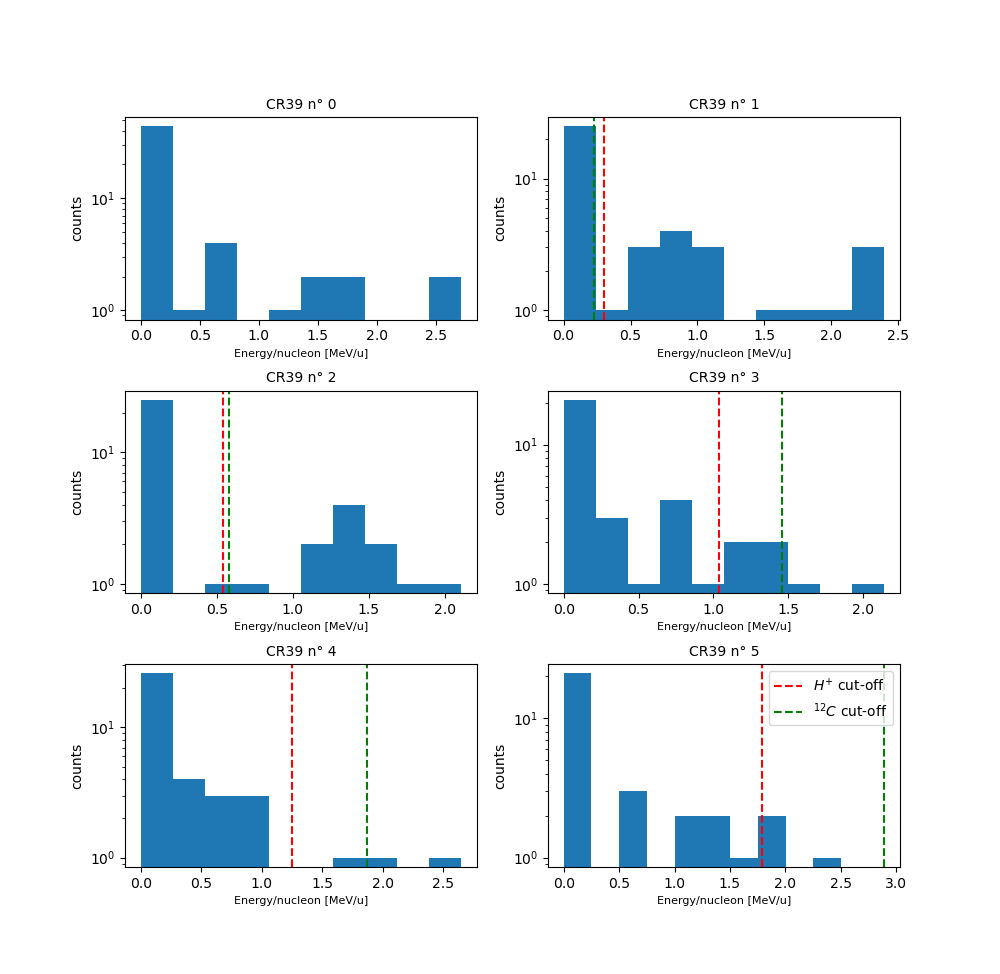 CR39 n° 0
counts
10¹
10⁰
0.0 0.5 1.0 1.5 2.0 2.5
Energy/nucleon [MeV/u]
CR39 n° 1
counts
10¹
10⁰
0.0 0.5 1.0 1.5 2.0 2.5
Energy/nucleon [MeV/u]
CR39 n° 2
counts
10¹
10⁰
0.0 0.5 1.0 1.5 2.0
Energy/nucleon [MeV/u]
CR39 n° 3
counts
10¹
10⁰
0.0 0.5 1.0 1.5 2.0
Energy/nucleon [MeV/u]
CR39 n° 4
counts
10¹
10⁰
0.0 0.5 1.0 1.5 2.0 2.5
Energy/nucleon [MeV/u]
CR39 n° 5
counts
10¹
10⁰
H⁺ cut-off
¹²C cut-off
0.0 0.5 1.0 1.5 2.0 2.5 3.0
Energy/nucleon [MeV/u]